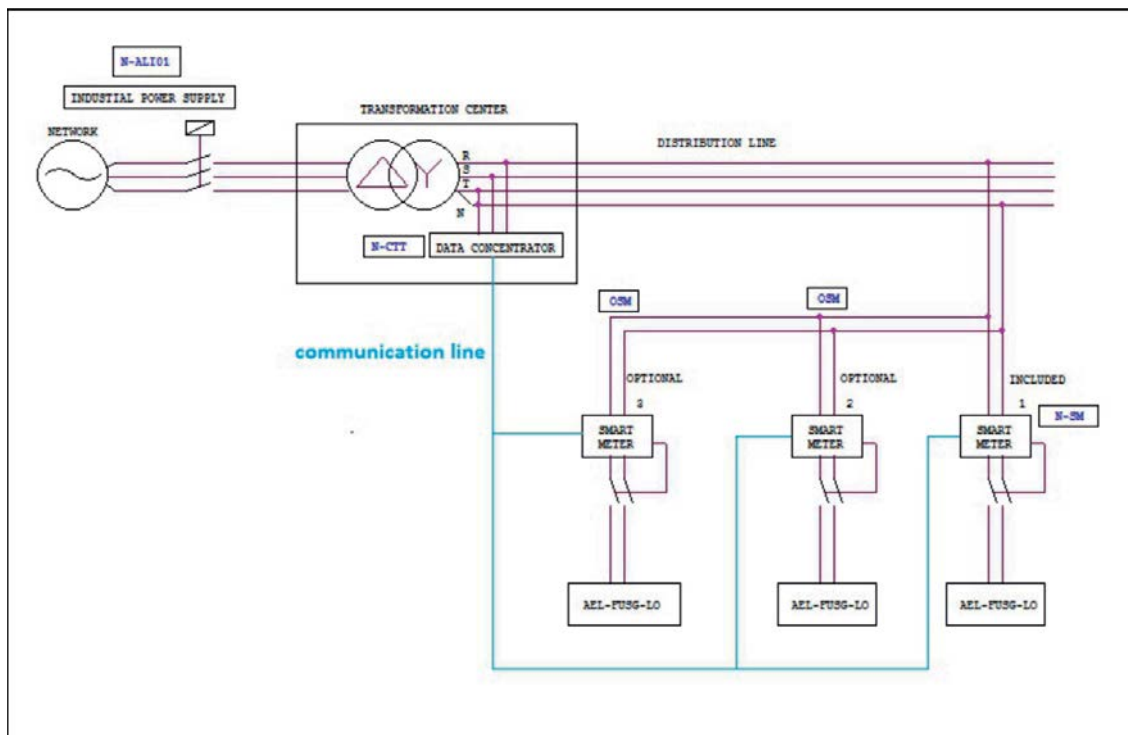 N-ALI01
INDUSTIAL POWER SUPPLY
NETWORK
TRANSFORMATION CENTER
DISTRIBUTION LINE
R
S
T
N
N-CTT
DATA CONCENTRATOR
communication line
OSM
OSM
OPTIONAL
3
OPTIONAL
2
INCLUDED
1
N-SM
SMART
METER
SMART
METER
SMART
METER
AEL-FUSG-LO
AEL-FUSG-LO
AEL-FUSG-LO